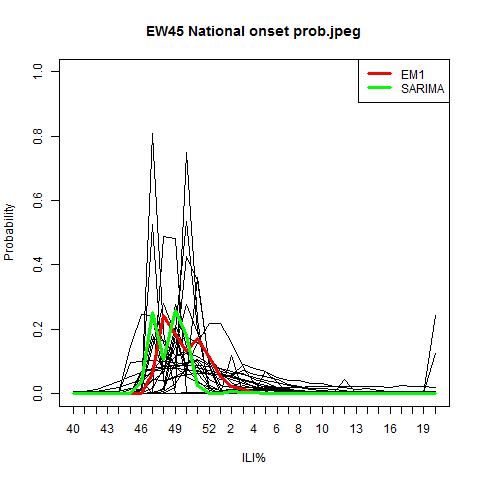 EW45 National onset prob.jpeg
EM1
SARIMA
Probability
1.0
0.8
0.6
0.4
0.2
0.0
40 43 46 49 52 2 4 6 8 10 13 16 19
ILI%